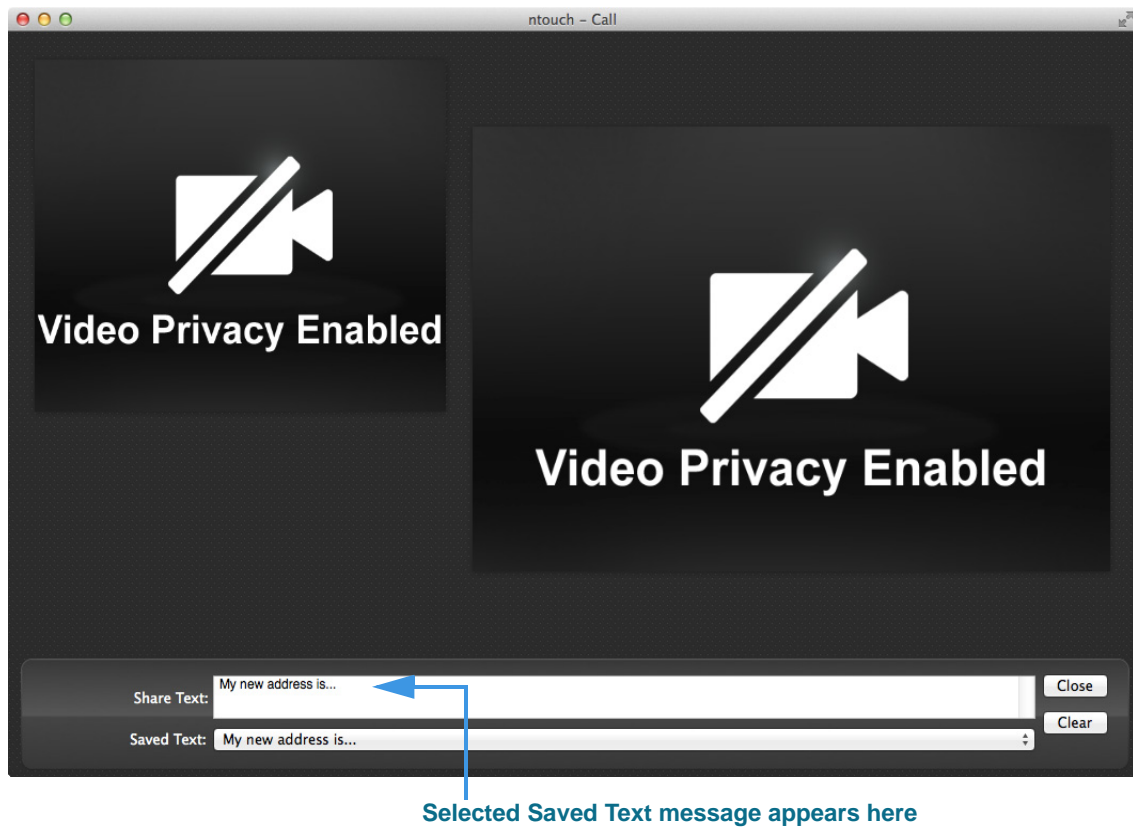 ntouch – Call
Video Privacy Enabled
Video Privacy Enabled
Share Text:
My new address is...
Close
Clear
Saved Text:
My new address is...
Selected Saved Text message appears here